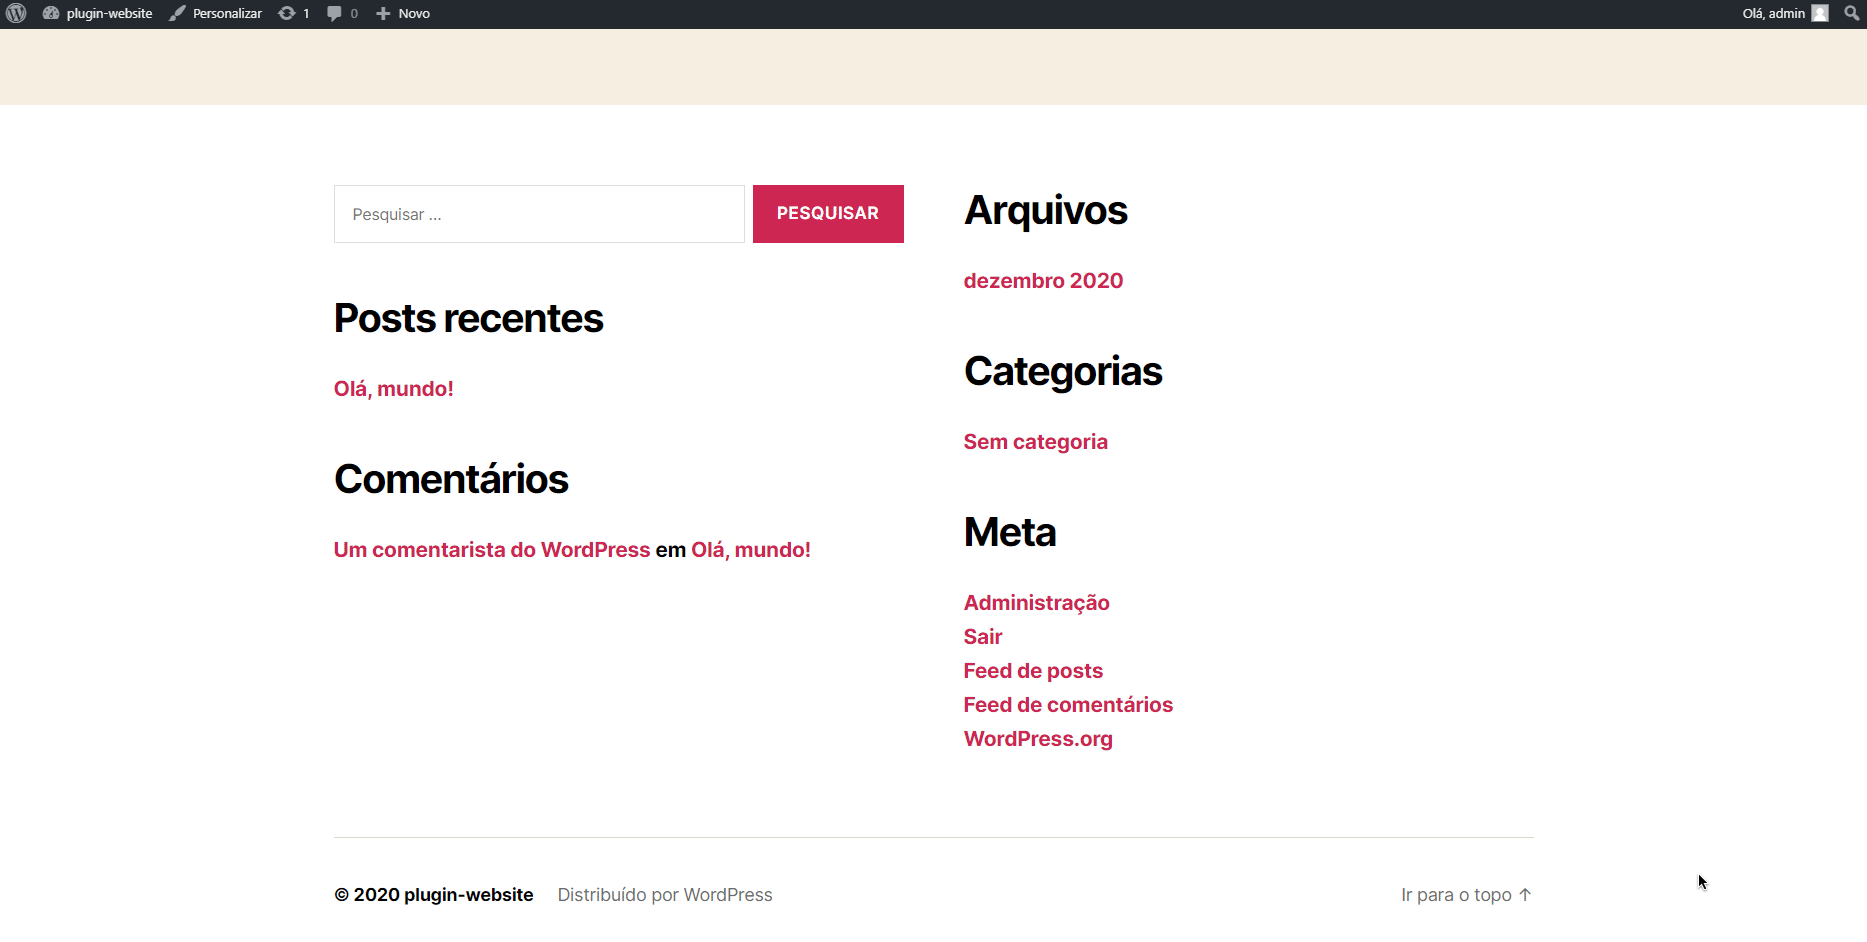 plugin-website Personalizar 1 0 Novo Olá, admin
Pesquisar ...
PESQUISAR
Posts recentes
Olá, mundo!
Comentários
Um comentarista do WordPress em Olá, mundo!
Arquivos
dezembro 2020
Categorias
Sem categoria
Meta
Administração
Sair
Feed de posts
Feed de comentários
WordPress.org
© 2020 plugin-website Distribuído por WordPress Ir para o topo ↑